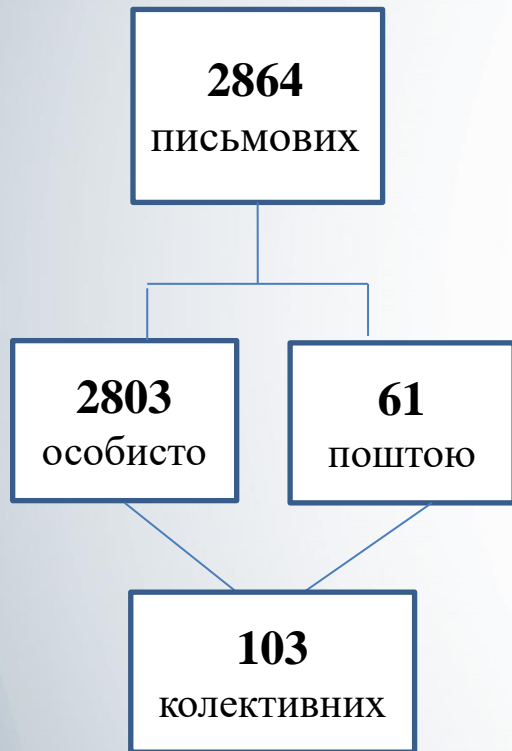 2864
письмових
2803
особисто
61
поштою
103
колективних